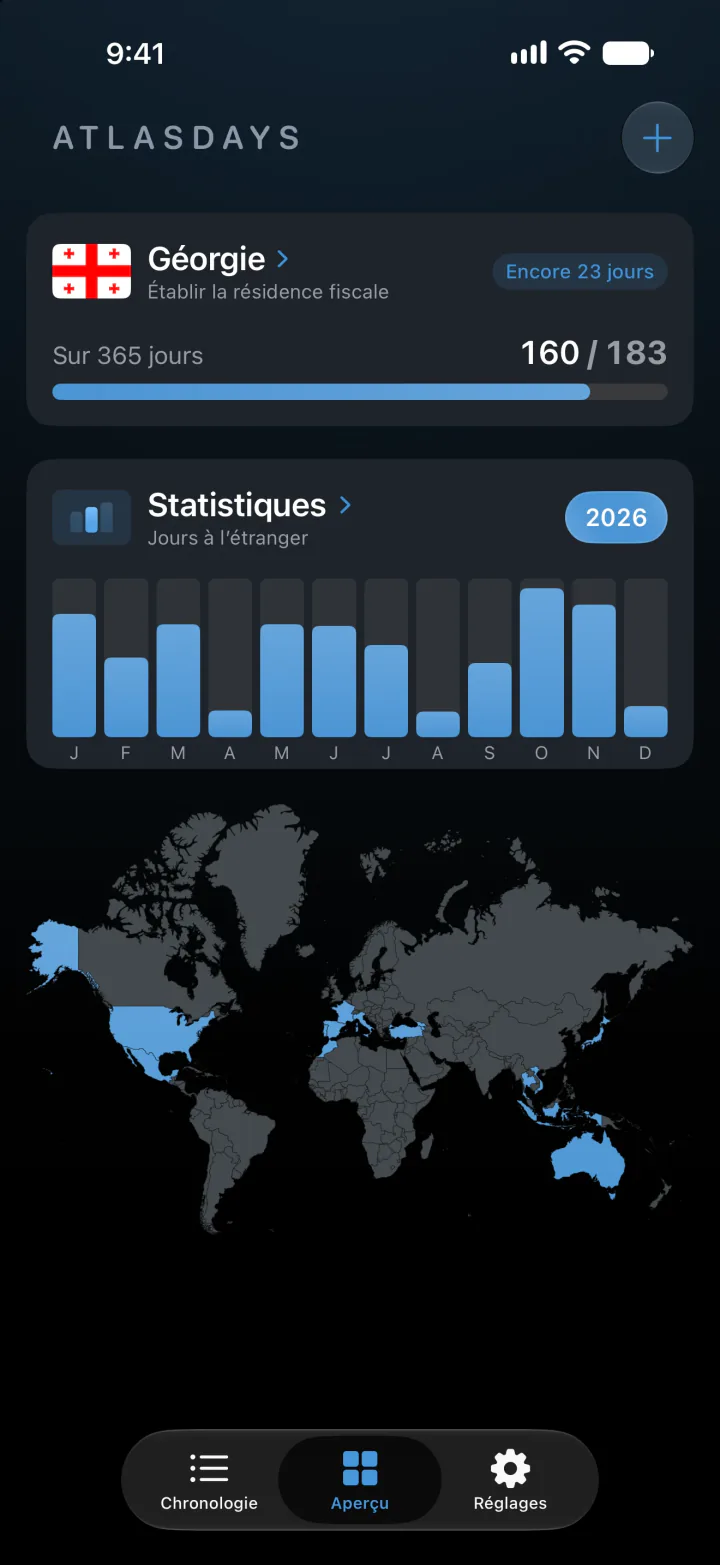 9:41
ATLASDAYS
Géorgie
Établir la résidence fiscale
Encore 23 jours
Sur 365 jours
160 / 183
Statistiques
Jours à l’étranger
2026
J F M A M J J A S O N D
Chronologie
Aperçu
Réglages